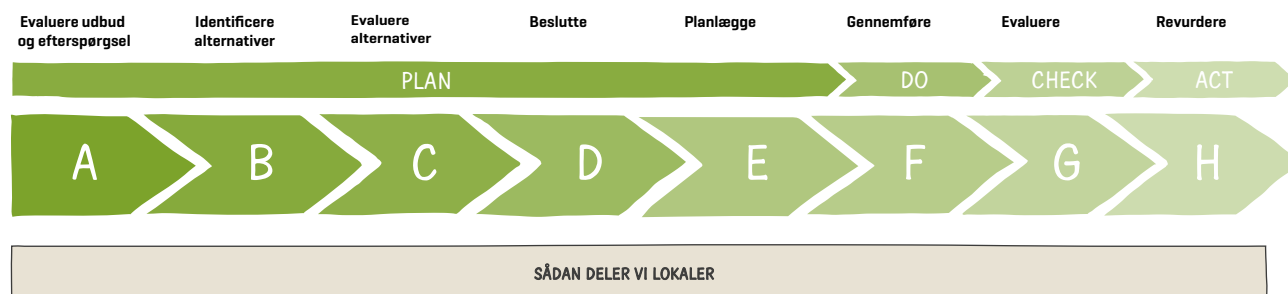 Evaluere udbud
og efterspørgsel
Identificere
alternativer
Evaluere
alternativer
Beslutte
Planlægge
Gennemføre
Evaluere
Revurdere
PLAN
DO
CHECK
ACT
A
B
C
D
E
F
G
H
SÅDAN DELER VI LOKALER